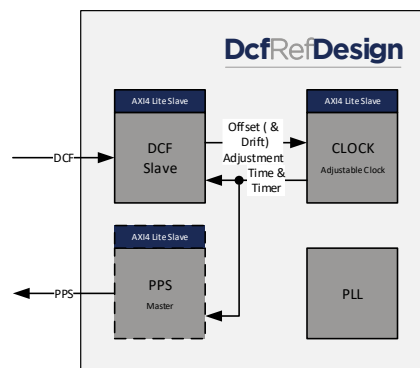 DcfRefDesign
AXI4 Lite Slave
DCF
Slave
Offset ( &
Drift)
Adjustment
Time &
Timer
AXI4 Lite Slave
CLOCK
Adjustable Clock
DCF
AXI4 Lite Slave
PPS
Master
PPS
PLL